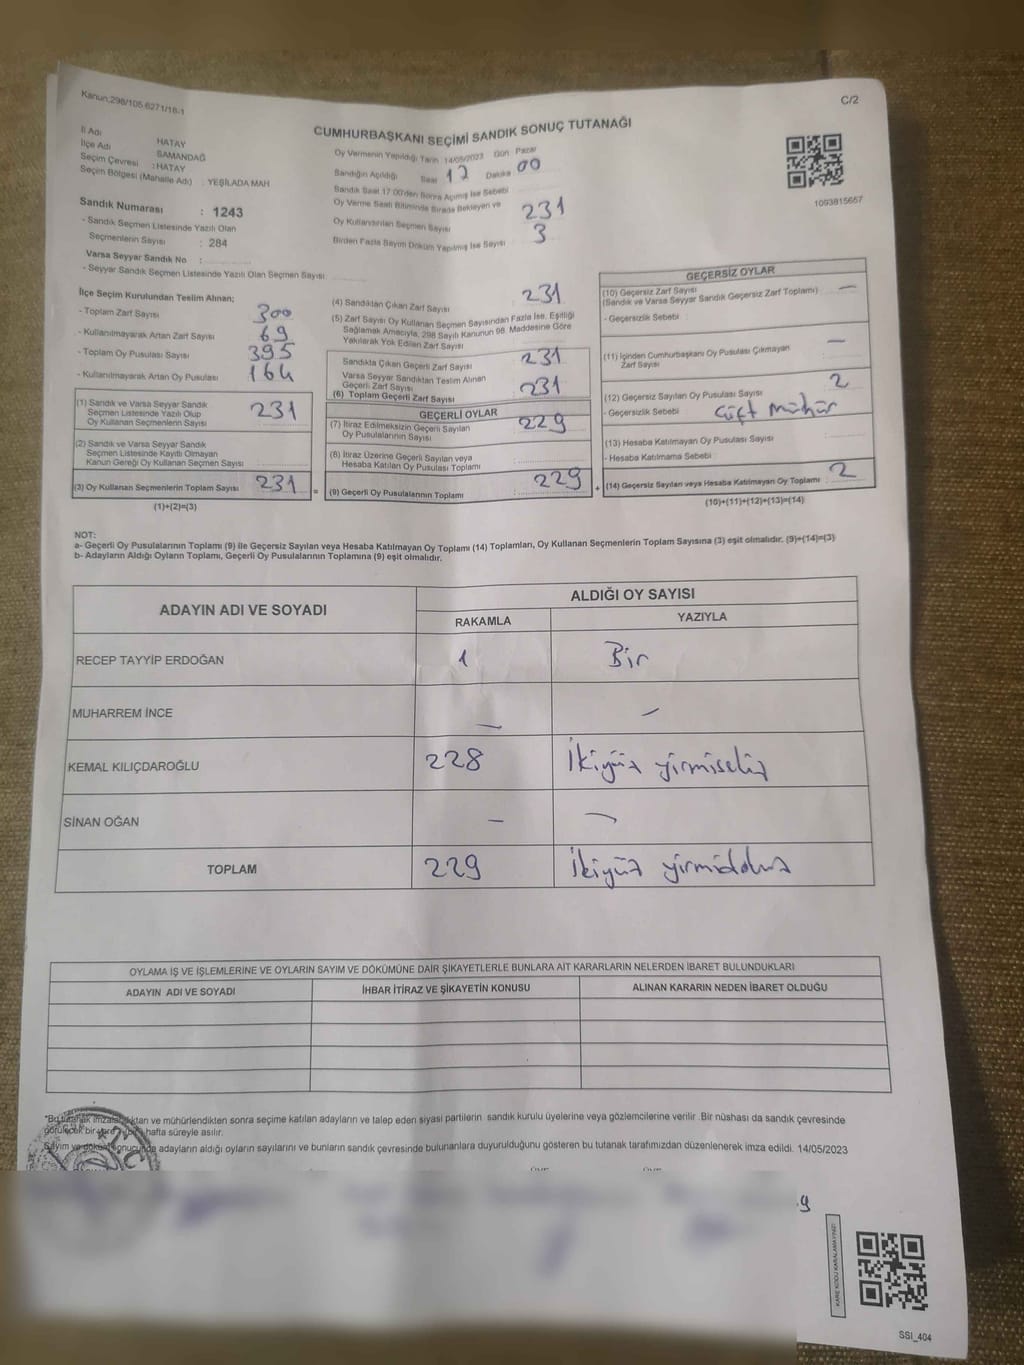 Kanun:298/105 6271/18-1
C/2
CUMHURBAŞKANI SEÇİMİ SANDIK SONUÇ TUTANAĞI
İl Adı HATAY
İlçe Adı SAMANDAĞ
Seçim Çevresi : HATAY
Seçim Bölgesi (Mahalle Adı) : YEŞİLADA MAH
Sandık Numarası : 1243
- Sandık Seçmen Listesinde Yazılı Olan
Seçmenlerin Sayısı : 284
Varsa Seyyar Sandık No :
- Seyyar Sandık Seçmen Listesinde Yazılı Olan Seçmen Sayısı
Oy Vermenin Yapıldığı Tarih 14/05/2023 Gün Pazar
Sandığın Açıldığı Saat 17 Dakika 00
Sandık Saat 17:00'den Sonra Açılmış İse Sebebi
Oy Verme Saati Bitiminde Sırada Bekleyen ve
Oy Kullandırılan Seçmen Sayısı 231
Birden Fazla Sayım Döküm Yapılmış İse Sayısı 3
1093815657
İlçe Seçim Kurulundan Teslim Alınan;
- Toplam Zarf Sayısı 300
- Kullanılmayarak Artan Zarf Sayısı 69
- Toplam Oy Pusulası Sayısı 395
- Kullanılmayarak Artan Oy Pusulası 164
(1) Sandık ve Varsa Seyyar Sandık
Seçmen Listesinde Yazılı Olup
Oy Kullanan Seçmenlerin Sayısı 231
(2) Sandık ve Varsa Seyyar Sandık
Seçmen Listesinde Kayıtlı Olmayan
Kanun Gereği Oy Kullanan Seçmen Sayısı
(3) Oy Kullanan Seçmenlerin Toplam Sayısı 231 =
(1)+(2)=(3)
(4) Sandıktan Çıkan Zarf Sayısı 231
(5) Zarf Sayısı Oy Kullanan Seçmen Sayısından Fazla İse, Eşitliği
Sağlamak Amacıyla, 298 Sayılı Kanunun 98. Maddesine Göre
Yakılarak Yok Edilen Zarf Sayısı
Sandıkta Çıkan Geçerli Zarf Sayısı 231
Varsa Seyyar Sandıktan Teslim Alınan
Geçerli Zarf Sayısı
(6) Toplam Geçerli Zarf Sayısı 231
GEÇERLİ OYLAR
(7) İtiraz Edilmeksizin Geçerli Sayılan
Oy Pusulalarının Sayısı 229
(8) İtiraz Üzerine Geçerli Sayılan veya
Hesaba Katılan Oy Pusulası Toplamı
(9) Geçerli Oy Pusulalarının Toplamı : 229 +
GEÇERSİZ OYLAR
(10) Geçersiz Zarf Sayısı —
(Sandık ve Varsa Seyyar Sandık Geçersiz Zarf Toplamı)
- Geçersizlik Sebebi
(11) İçinden Cumhurbaşkanı Oy Pusulası Çıkmayan
Zarf Sayısı —
(12) Geçersiz Sayılan Oy Pusulası Sayısı 2
- Geçersizlik Sebebi Çift mühür
(13) Hesaba Katılmayan Oy Pusulası Sayısı
- Hesaba Katılmama Sebebi
(14) Geçersiz Sayılan veya Hesaba Katılmayan Oy Toplamı : 2
(10)+(11)+(12)+(13)=(14)
NOT:
a- Geçerli Oy Pusulalarının Toplamı (9) ile Geçersiz Sayılan veya Hesaba Katılmayan Oy Toplamı (14) Toplamları, Oy Kullanan Seçmenlerin Toplam Sayısına (3) eşit olmalıdır. (9)+(14)=(3)
b- Adayların Aldığı Oyların Toplamı, Geçerli Oy Pusulalarının Toplamına (9) eşit olmalıdır.
ADAYIN ADI VE SOYADI ALDIĞI OY SAYISI
RAKAMLA YAZIYLA
RECEP TAYYİP ERDOĞAN 1 Bir
MUHARREM İNCE — —
KEMAL KILIÇDAROĞLU 228 İkiyüz yirmisekiz
SİNAN OĞAN — —
TOPLAM 229 İkiyüz yirmidokuz
OYLAMA İŞ VE İŞLEMLERİNE VE OYLARIN SAYIM VE DÖKÜMÜNE DAİR ŞİKAYETLERLE BUNLARA AİT KARARLARIN NELERDEN İBARET BULUNDUKLARI
ADAYIN ADI VE SOYADI İHBAR İTİRAZ VE ŞİKAYETİN KONUSU ALINAN KARARIN NEDEN İBARET OLDUĞU
*Bu tutanak imzalandıktan ve mühürlendikten sonra seçime katılan adayların ve talep eden siyasi partilerin sandık kurulu üyelerine veya gözlemcilerine verilir .Bir nüshası da sandık çevresinde
görülecek bir yere bir hafta süreyle asılır.
Sayım ve döküm sonucunda adayların aldığı oyların sayılarını ve bunların sandık çevresinde bulunanlara duyurulduğunu gösteren bu tutanak tarafımızdan düzenlenerek imza edildi. 14/05/2023
KARE KODU KARALAMAYINIZ!
SSI_404